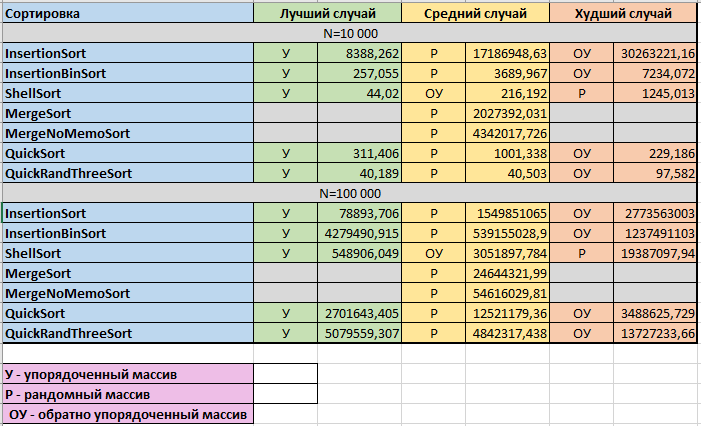 Сортировка Лучший случай Средний случай Худший случай
N=10 000
InsertionSort У 8388,262 Р 17186948,63 ОУ 30263221,16
InsertionBinSort У 257,055 Р 3689,967 ОУ 7234,072
ShellSort У 44,02 ОУ 216,192 Р 1245,013
MergeSort Р 2027392,031
MergeNoMemoSort Р 4342017,726
QuickSort У 311,406 Р 1001,338 ОУ 229,186
QuickRandThreeSort У 40,189 Р 40,503 ОУ 97,582
N=100 000
InsertionSort У 78893,706 Р 1549851065 ОУ 2773563003
InsertionBinSort У 4279490,915 Р 539155028,9 ОУ 1237491103
ShellSort У 548906,049 ОУ 3051897,784 Р 19387097,94
MergeSort Р 24644321,99
MergeNoMemoSort Р 54616029,81
QuickSort У 2701643,405 Р 12521179,36 ОУ 3488625,729
QuickRandThreeSort У 5079559,307 Р 4842317,438 ОУ 13727233,66
У - упорядоченный массив
Р - рандомный массив
ОУ - обратно упорядоченный массив